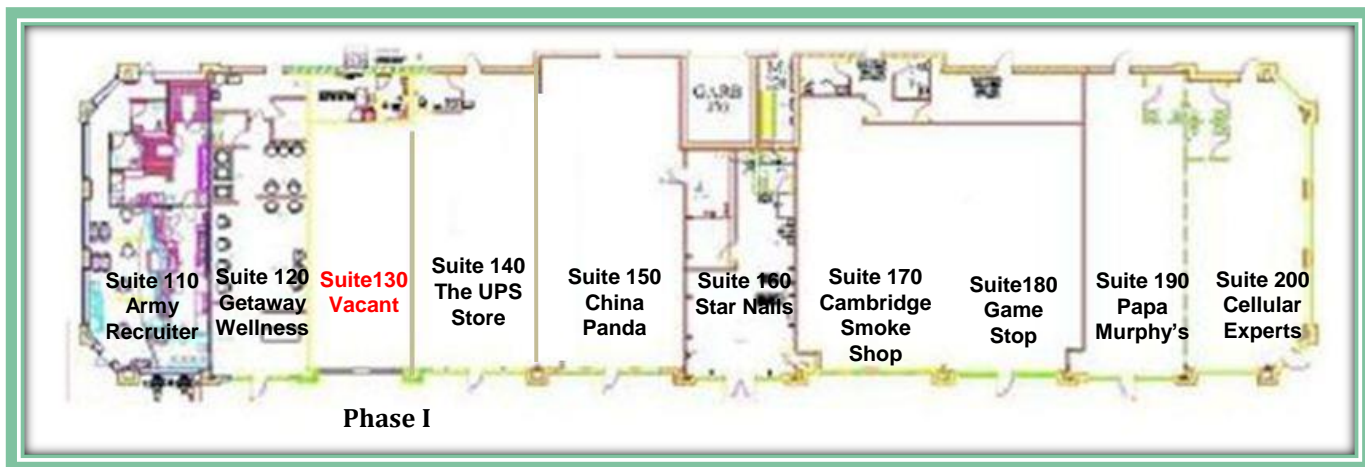 GARB
Suite 110
Army
Recruiter
Suite 120
Getaway
Wellness
Suite130
Vacant
Suite 140
The UPS
Store
Suite 150
China
Panda
Suite 160
Star Nails
Suite 170
Cambridge
Smoke
Shop
Suite180
Game
Stop
Suite 190
Papa
Murphy's
Suite 200
Cellular
Experts
Phase I